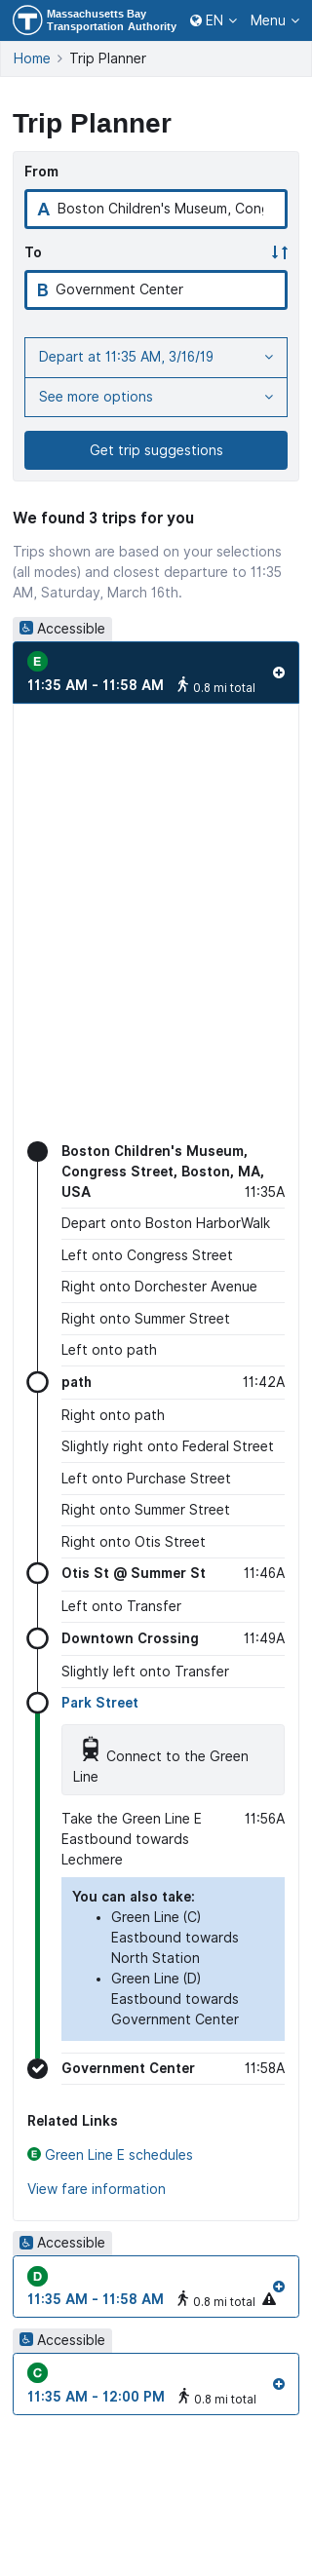 Massachusetts Bay
Transportation Authority
EN
Menu
Home
Trip Planner
Trip Planner
From
A
Boston Children's Museum, Cong
To
B
Government Center
Depart at 11:35 AM, 3/16/19
See more options
Get trip suggestions
We found 3 trips for you
Trips shown are based on your selections
(all modes) and closest departure to 11:35
AM, Saturday, March 16th.
Accessible
E
11:35 AM - 11:58 AM 0.8 mi total
Boston Children's Museum,
Congress Street, Boston, MA,
USA 11:35A
Depart onto Boston HarborWalk
Left onto Congress Street
Right onto Dorchester Avenue
Right onto Summer Street
Left onto path
path 11:42A
Right onto path
Slightly right onto Federal Street
Left onto Purchase Street
Right onto Summer Street
Right onto Otis Street
Otis St @ Summer St 11:46A
Left onto Transfer
Downtown Crossing 11:49A
Slightly left onto Transfer
Park Street
Connect to the Green
Line
Take the Green Line E 11:56A
Eastbound towards
Lechmere
You can also take:
• Green Line (C)
Eastbound towards
North Station
• Green Line (D)
Eastbound towards
Government Center
Government Center 11:58A
Related Links
E Green Line E schedules
View fare information
Accessible
D
11:35 AM - 11:58 AM 0.8 mi total
Accessible
C
11:35 AM - 12:00 PM 0.8 mi total